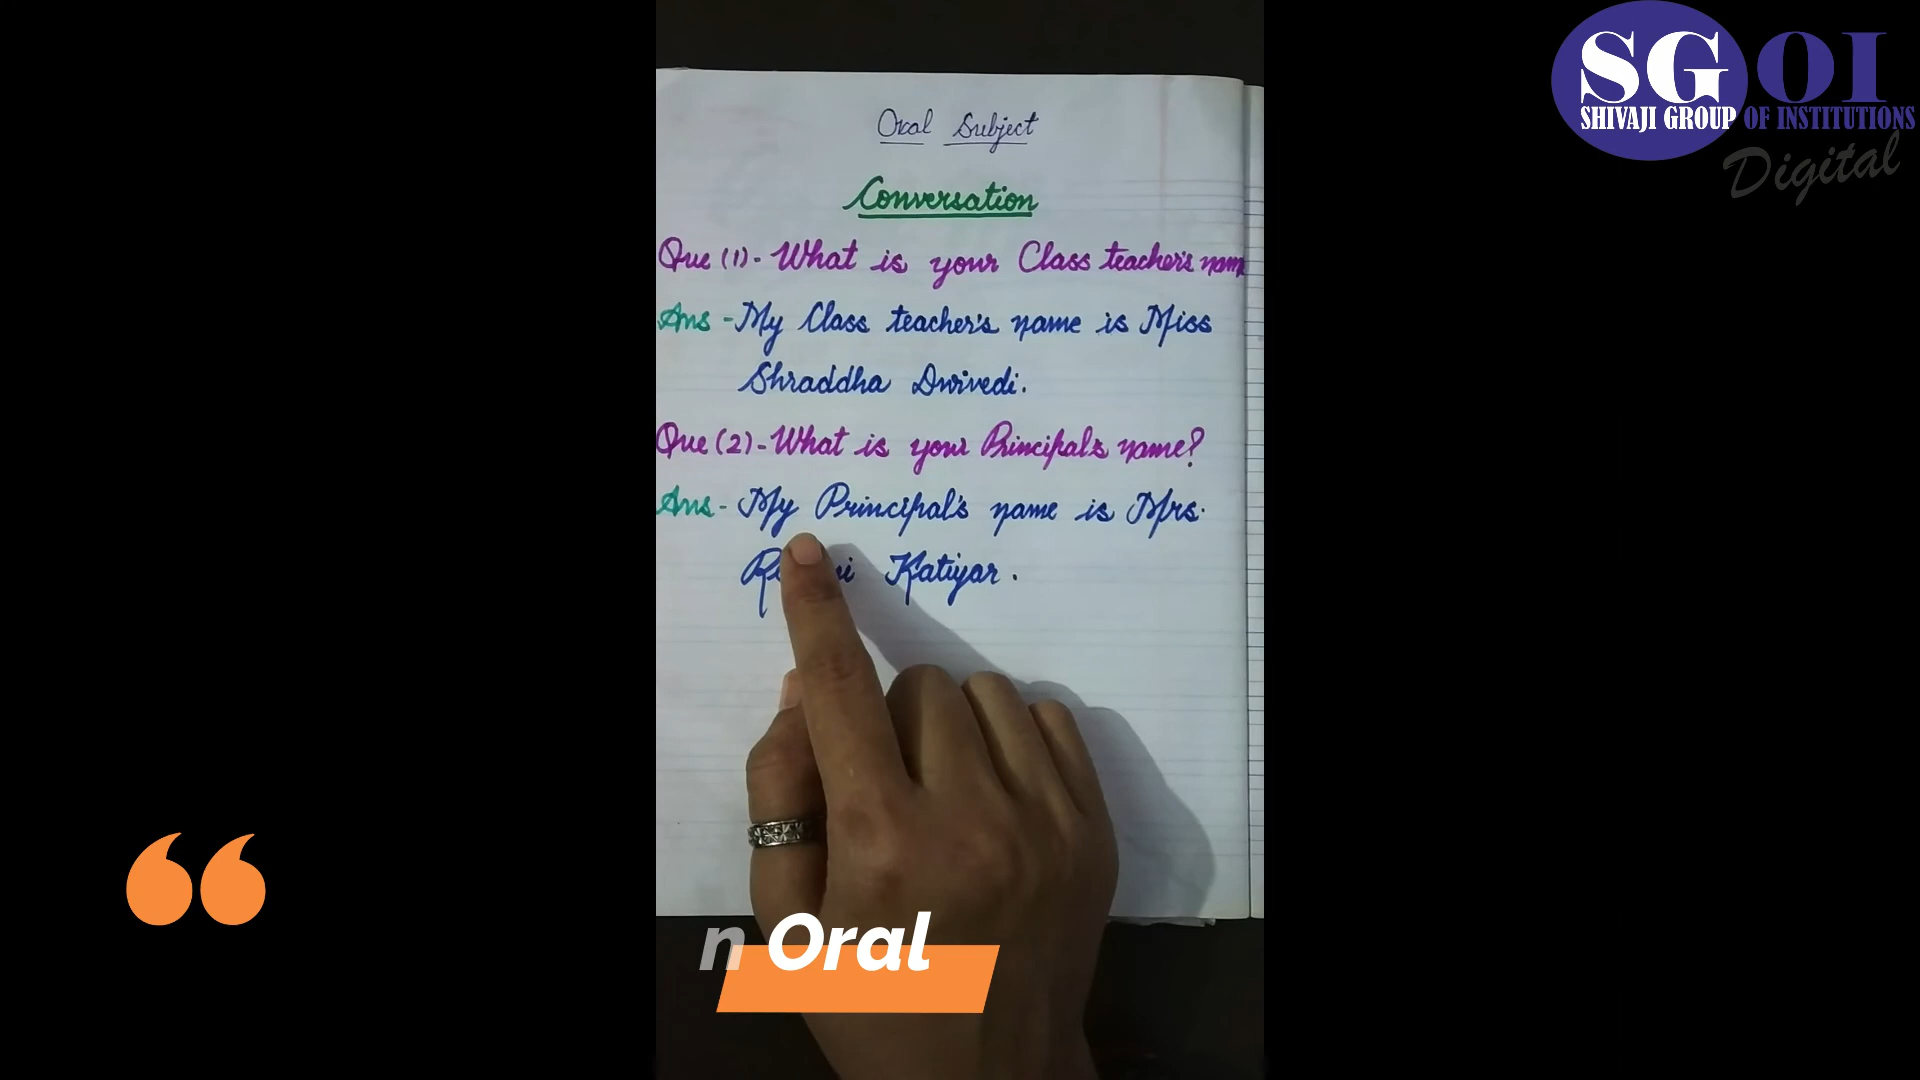 SGOI
SHIVAJI GROUP OF INSTITUTIONS
Digital
Oral Subject
Conversation
Que (1)- What is your Class teacher's name
Ans - My Class teacher's name is Miss
Shraddha Dwivedi.
Que (2)- What is your Principal's name?
Ans - My Principal's name is Mrs.
Katiyar.
n Oral